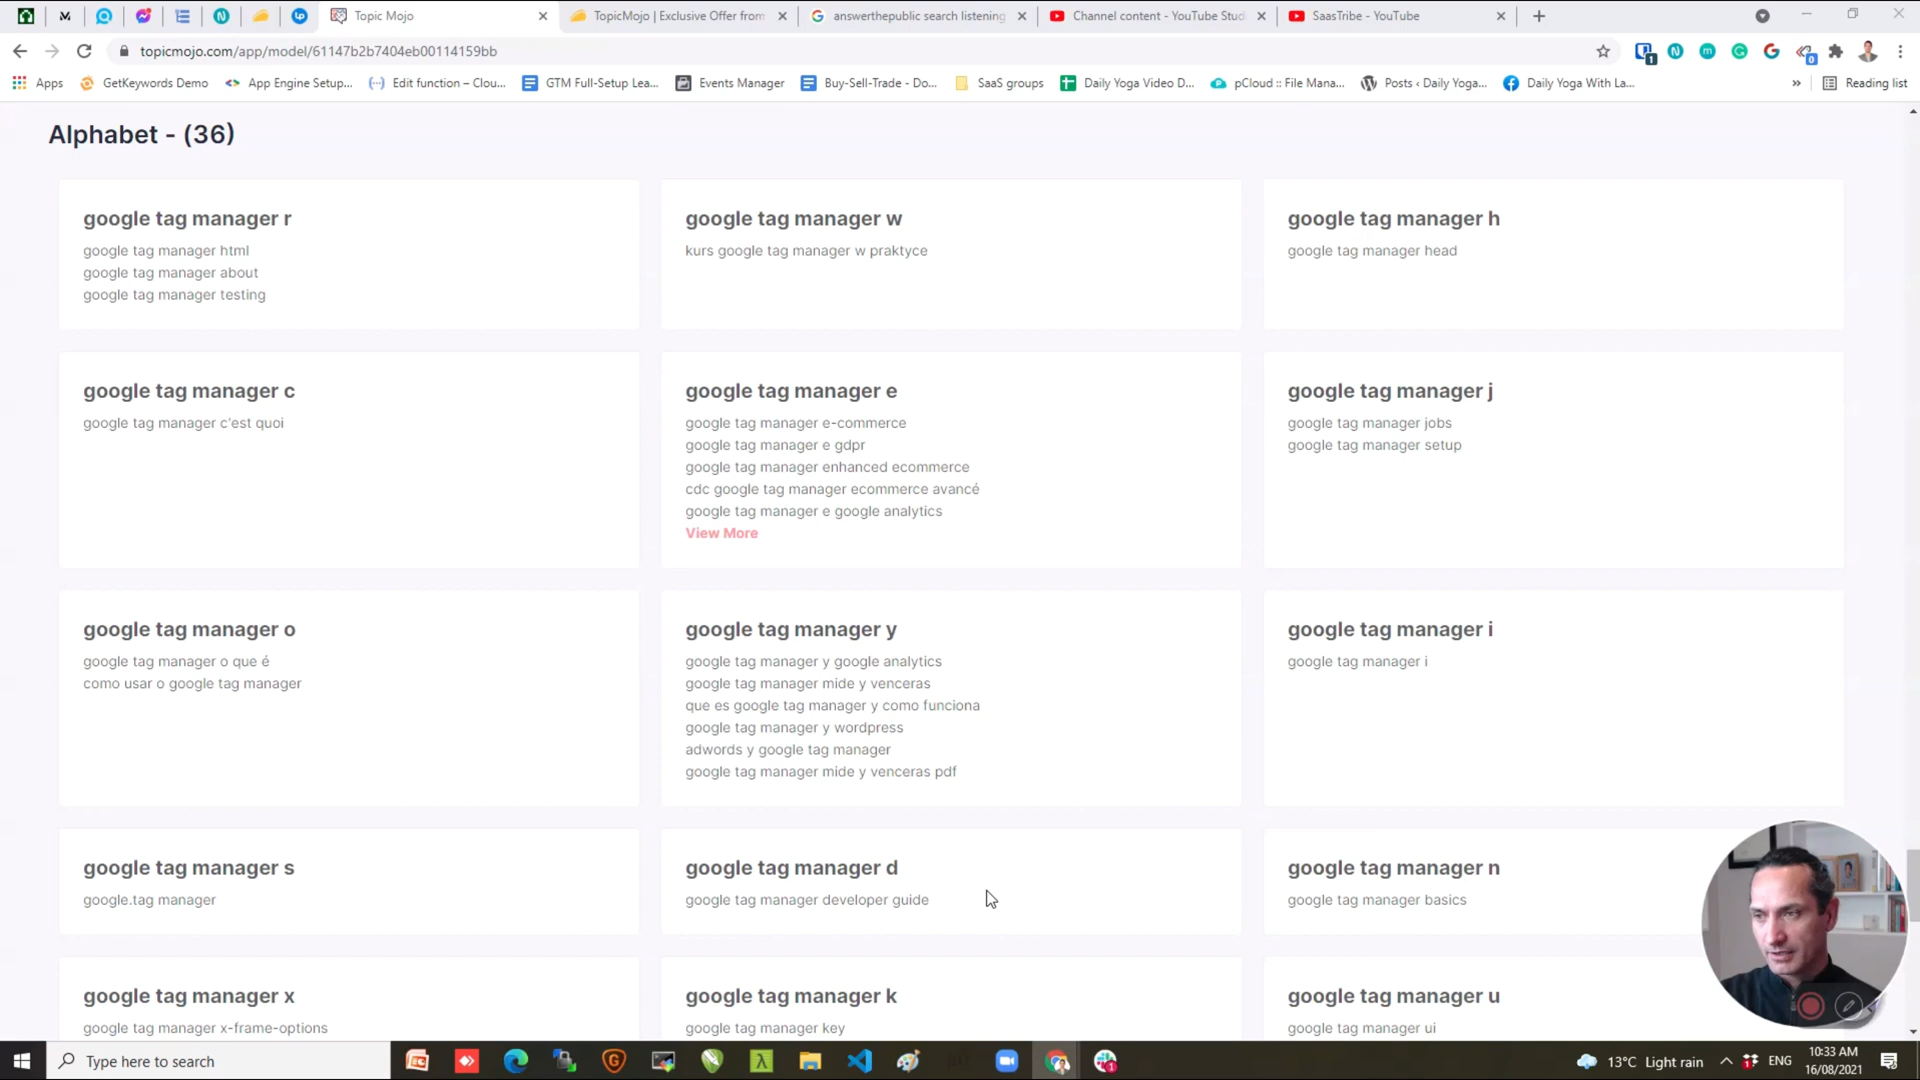 Topic Mojo
TopicMojo | Exclusive Offer from
answerthepublic search listening
Channel content - YouTube Stud
SaasTribe - YouTube
topicmojo.com/app/model/61147b2b7404eb00114159bb
Apps
GetKeywords Demo
App Engine Setup...
Edit function – Clou...
GTM Full-Setup Lea...
Events Manager
Buy-Sell-Trade - Do...
SaaS groups
Daily Yoga Video D...
pCloud :: File Mana...
Posts ‹ Daily Yoga...
Daily Yoga With La...
»
Reading list
Alphabet - (36)
google tag manager r
google tag manager html
google tag manager about
google tag manager testing
google tag manager w
kurs google tag manager w praktyce
google tag manager h
google tag manager head
google tag manager c
google tag manager c'est quoi
google tag manager e
google tag manager e-commerce
google tag manager e gdpr
google tag manager enhanced ecommerce
cdc google tag manager ecommerce avancé
google tag manager e google analytics
View More
google tag manager j
google tag manager jobs
google tag manager setup
google tag manager o
google tag manager o que é
como usar o google tag manager
google tag manager y
google tag manager y google analytics
google tag manager mide y venceras
que es google tag manager y como funciona
google tag manager y wordpress
adwords y google tag manager
google tag manager mide y venceras pdf
google tag manager i
google tag manager i
google tag manager s
google.tag manager
google tag manager d
google tag manager developer guide
google tag manager n
google tag manager basics
google tag manager x
google tag manager x-frame-options
google tag manager k
google tag manager key
google tag manager u
google tag manager ui
Type here to search
13°C Light rain
ENG
10:33 AM
16/08/2021